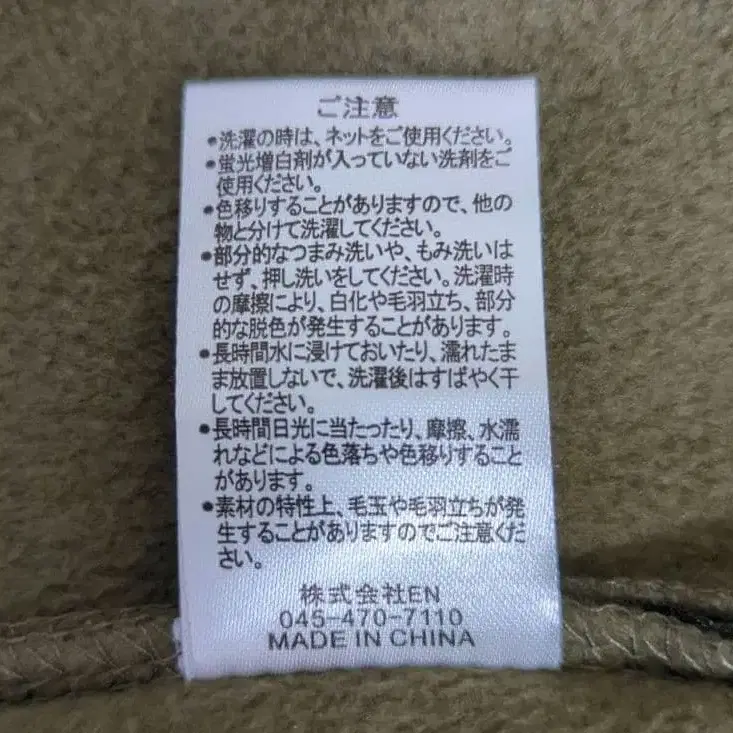 ご注意
●洗濯の時は、ネットをご使用ください。
●蛍光増白剤が入っていない洗剤をご
使用ください。
●色移りすることがありますので、他の
物と分けて洗濯してください。
●部分的なつまみ洗いや、もみ洗いは
せず、押し洗いをしてください。洗濯時
の摩擦により、白化や毛羽立ち、部分
的な脱色が発生することがあります。
●長時間水に浸けておいたり、濡れたま
ま放置しないで、洗濯後はすばやく干
してください。
●長時間日光に当たったり、摩擦、水濡
れなどによる色落ちや色移りすること
があります。
●素材の特性上、毛玉や毛羽立ちが発
生することがありますのでご注意くだ
さい。
株式会社EN
045-470-7110
MADE IN CHINA